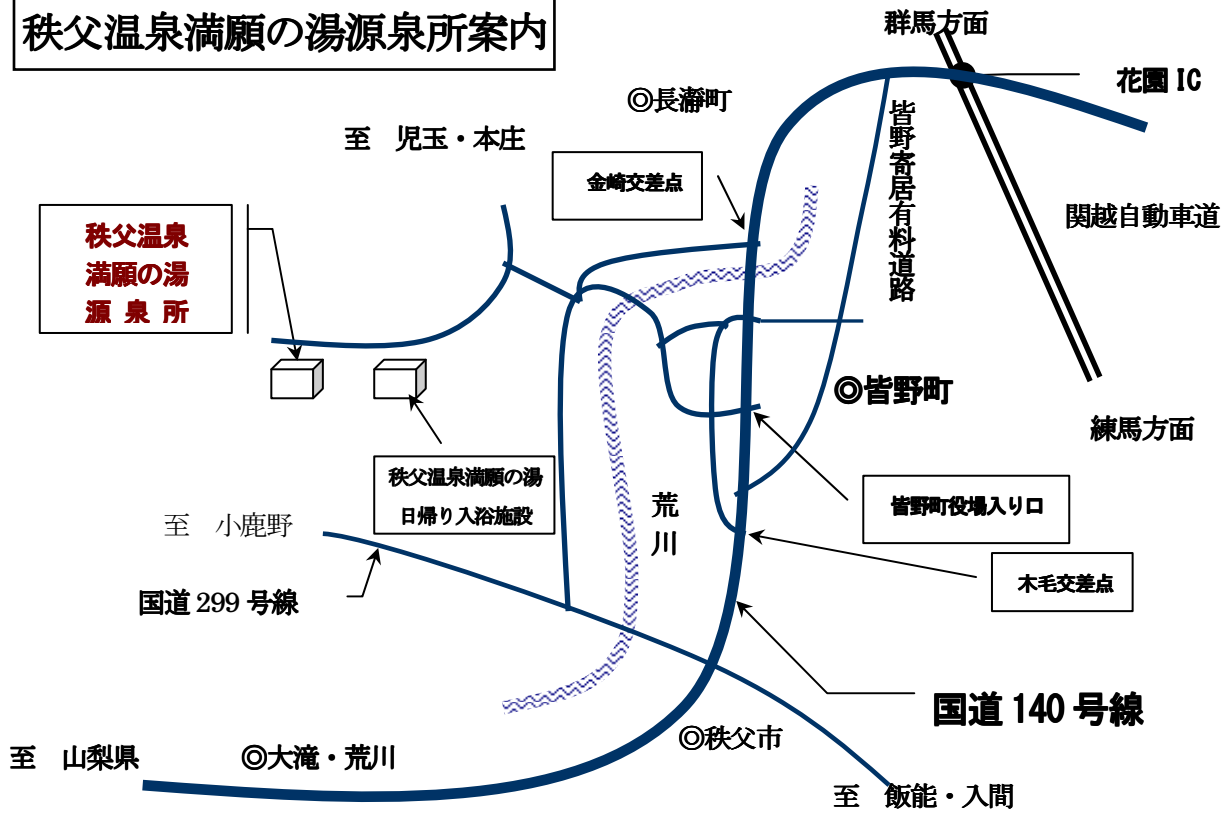 秩父温泉満願の湯源泉所案内
群馬方面
花園 IC
◎長瀞町
至　児玉・本庄
皆野寄居有料道路
金崎交差点
関越自動車道
秩父温泉
満願の湯
源 泉 所
◎皆野町
練馬方面
秩父温泉満願の湯
日帰り入浴施設
荒川
皆野町役場入り口
至　小鹿野
木毛交差点
国道 299 号線
国道 140 号線
◎秩父市
至　山梨県
◎大滝・荒川
至　飯能・入間